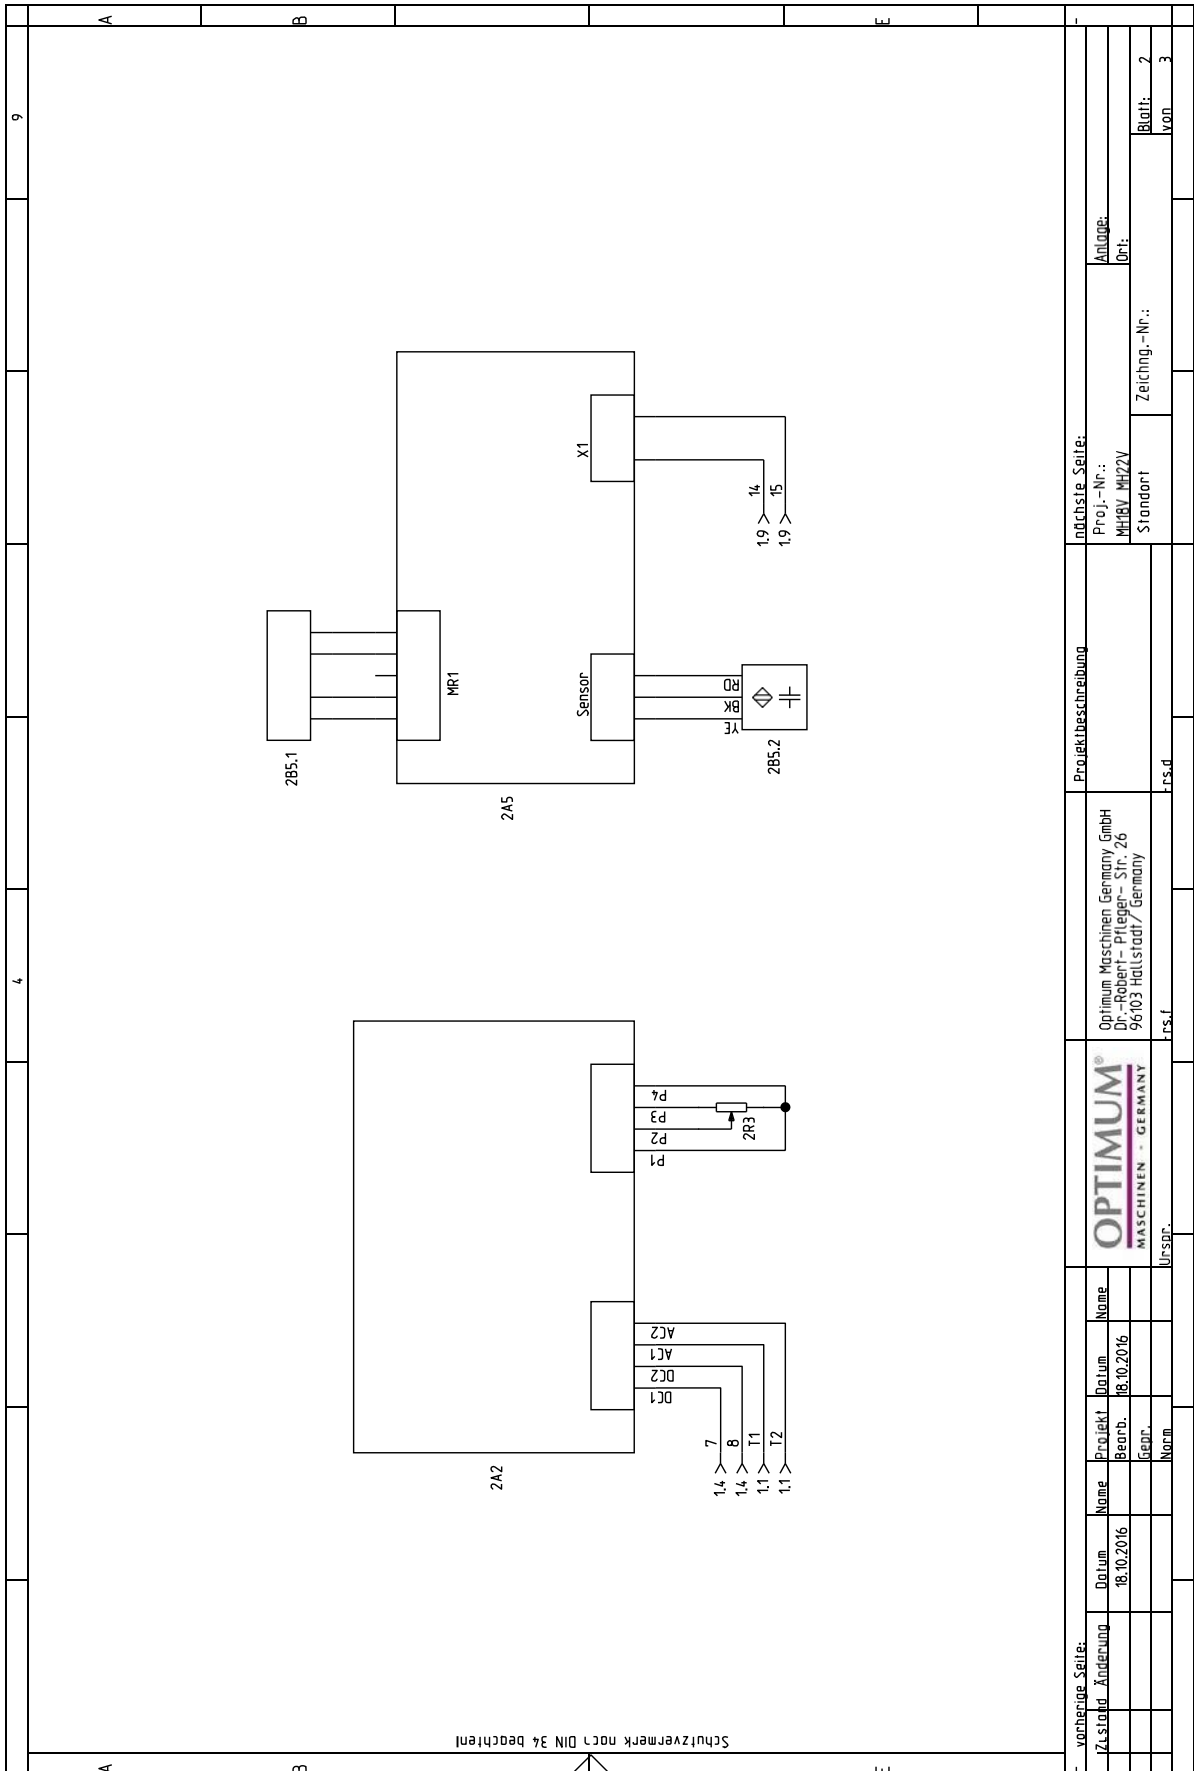 A
B
E
-
9
4
2A2
7
8
T1
T2
1.4
1.4
1.1
1.1
DC1
DC2
AC1
AC2
P1
P2
P3
P4
2R3
2B5.1
MR1
2A5
Sensor
YE
BK
RD
2B5.2
X1
14
15
1.9
1.9
Schutzvermerk nach DIN 34 beachten!
A
B
E
-
vorherige Seite:
Zustand
Änderung
Datum
Name
18.10.2016
Projekt
Datum
Name
Bearb.
18.10.2016
Gepr.
Norm
OPTIMUM®
MASCHINEN - GERMANY
Urspr.
Optimum Maschinen Germany GmbH
Dr.-Robert- Pfleger- Str. 26
96103 Hallstadt/ Germany
rs.f
rs.d
Projektbeschreibung
nächste Seite:
Proj.-Nr.:
MH18V MH22V
Standort
Zeichng.-Nr.:
Anlage:
Ort:
Blatt: 2
von 3